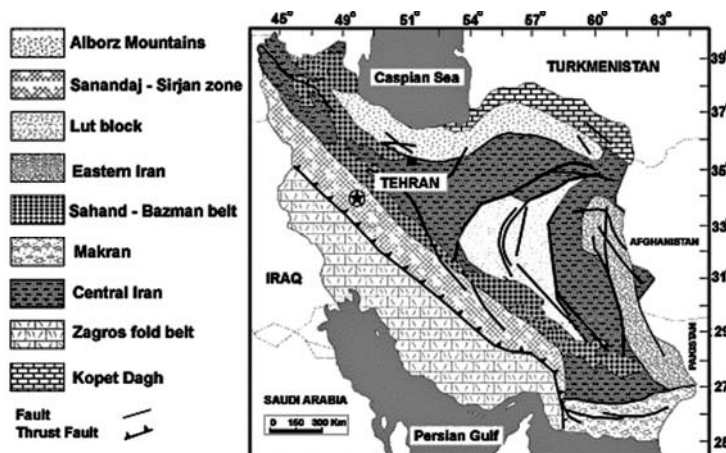 45° 49° 51° 54° 57° 60° 63°
Alborz Mountains
Sanandaj - Sirjan zone
Lut block
Eastern Iran
Sahand - Bazman belt
Makran
Central Iran
Zagros fold belt
Kopet Dagh
Fault
Thrust Fault
Caspian Sea
TURKMENISTAN
TEHRAN
AFGHANISTAN
IRAQ
PAKISTAN
SAUDI ARABIA
0 150 300 Km
Persian Gulf
39°
37
35
33
31
29
27
25